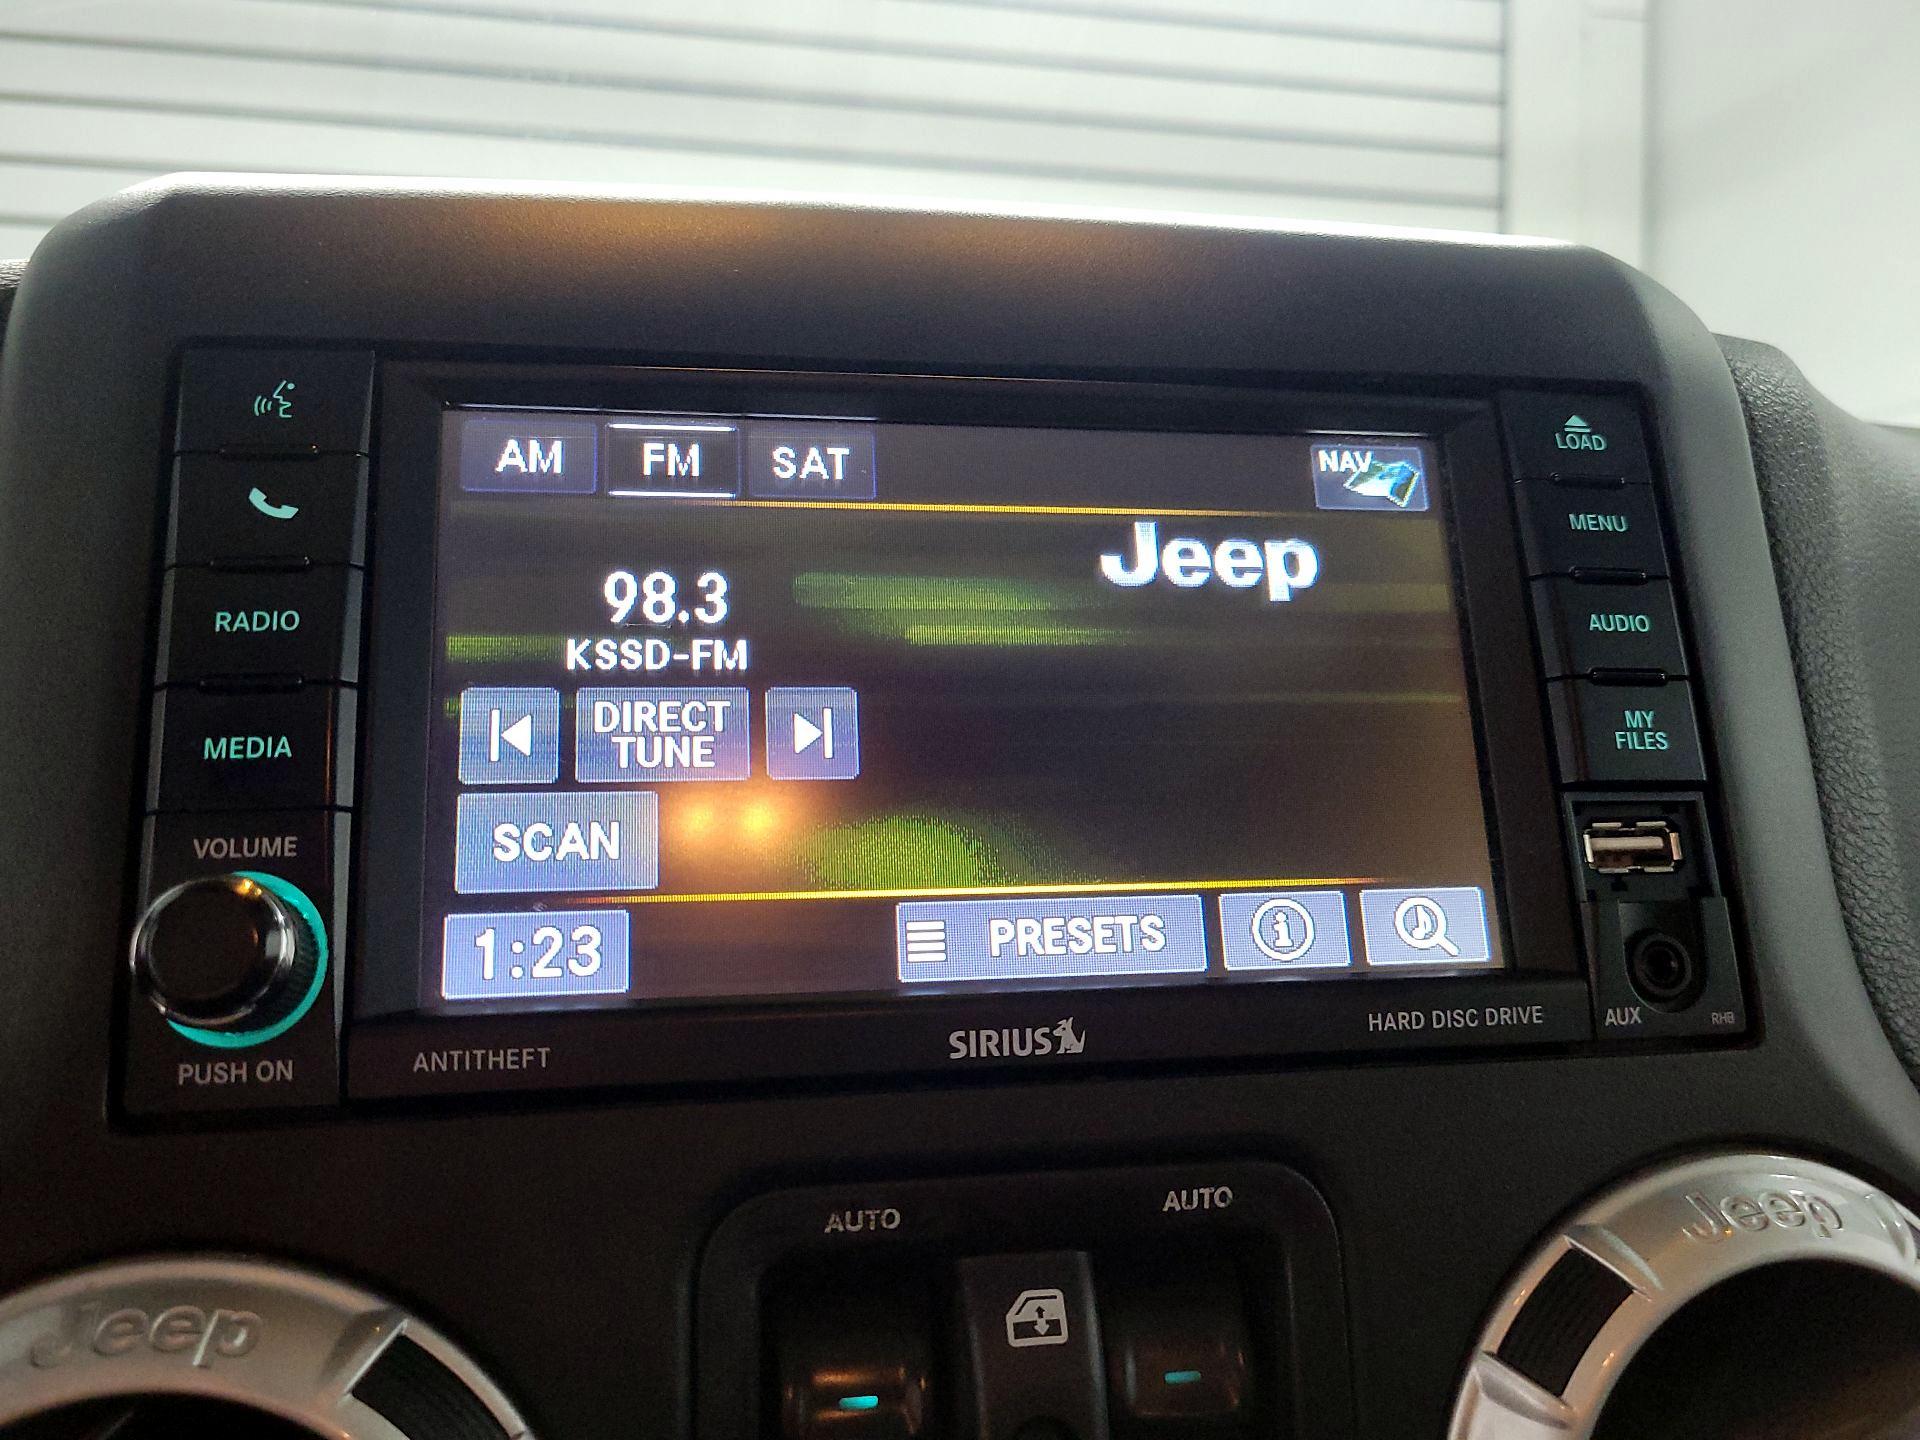 AM
FM
SAT
NAV
LOAD
Jeep
MENU
98.3
KSSD-FM
RADIO
AUDIO
DIRECT
TUNE
MY
FILES
MEDIA
SCAN
VOLUME
1:23
PRESETS
SIRIUS
HARD DISC DRIVE
AUX
RHB
ANTITHEFT
PUSH ON
AUTO
AUTO
Jeep
Jeep